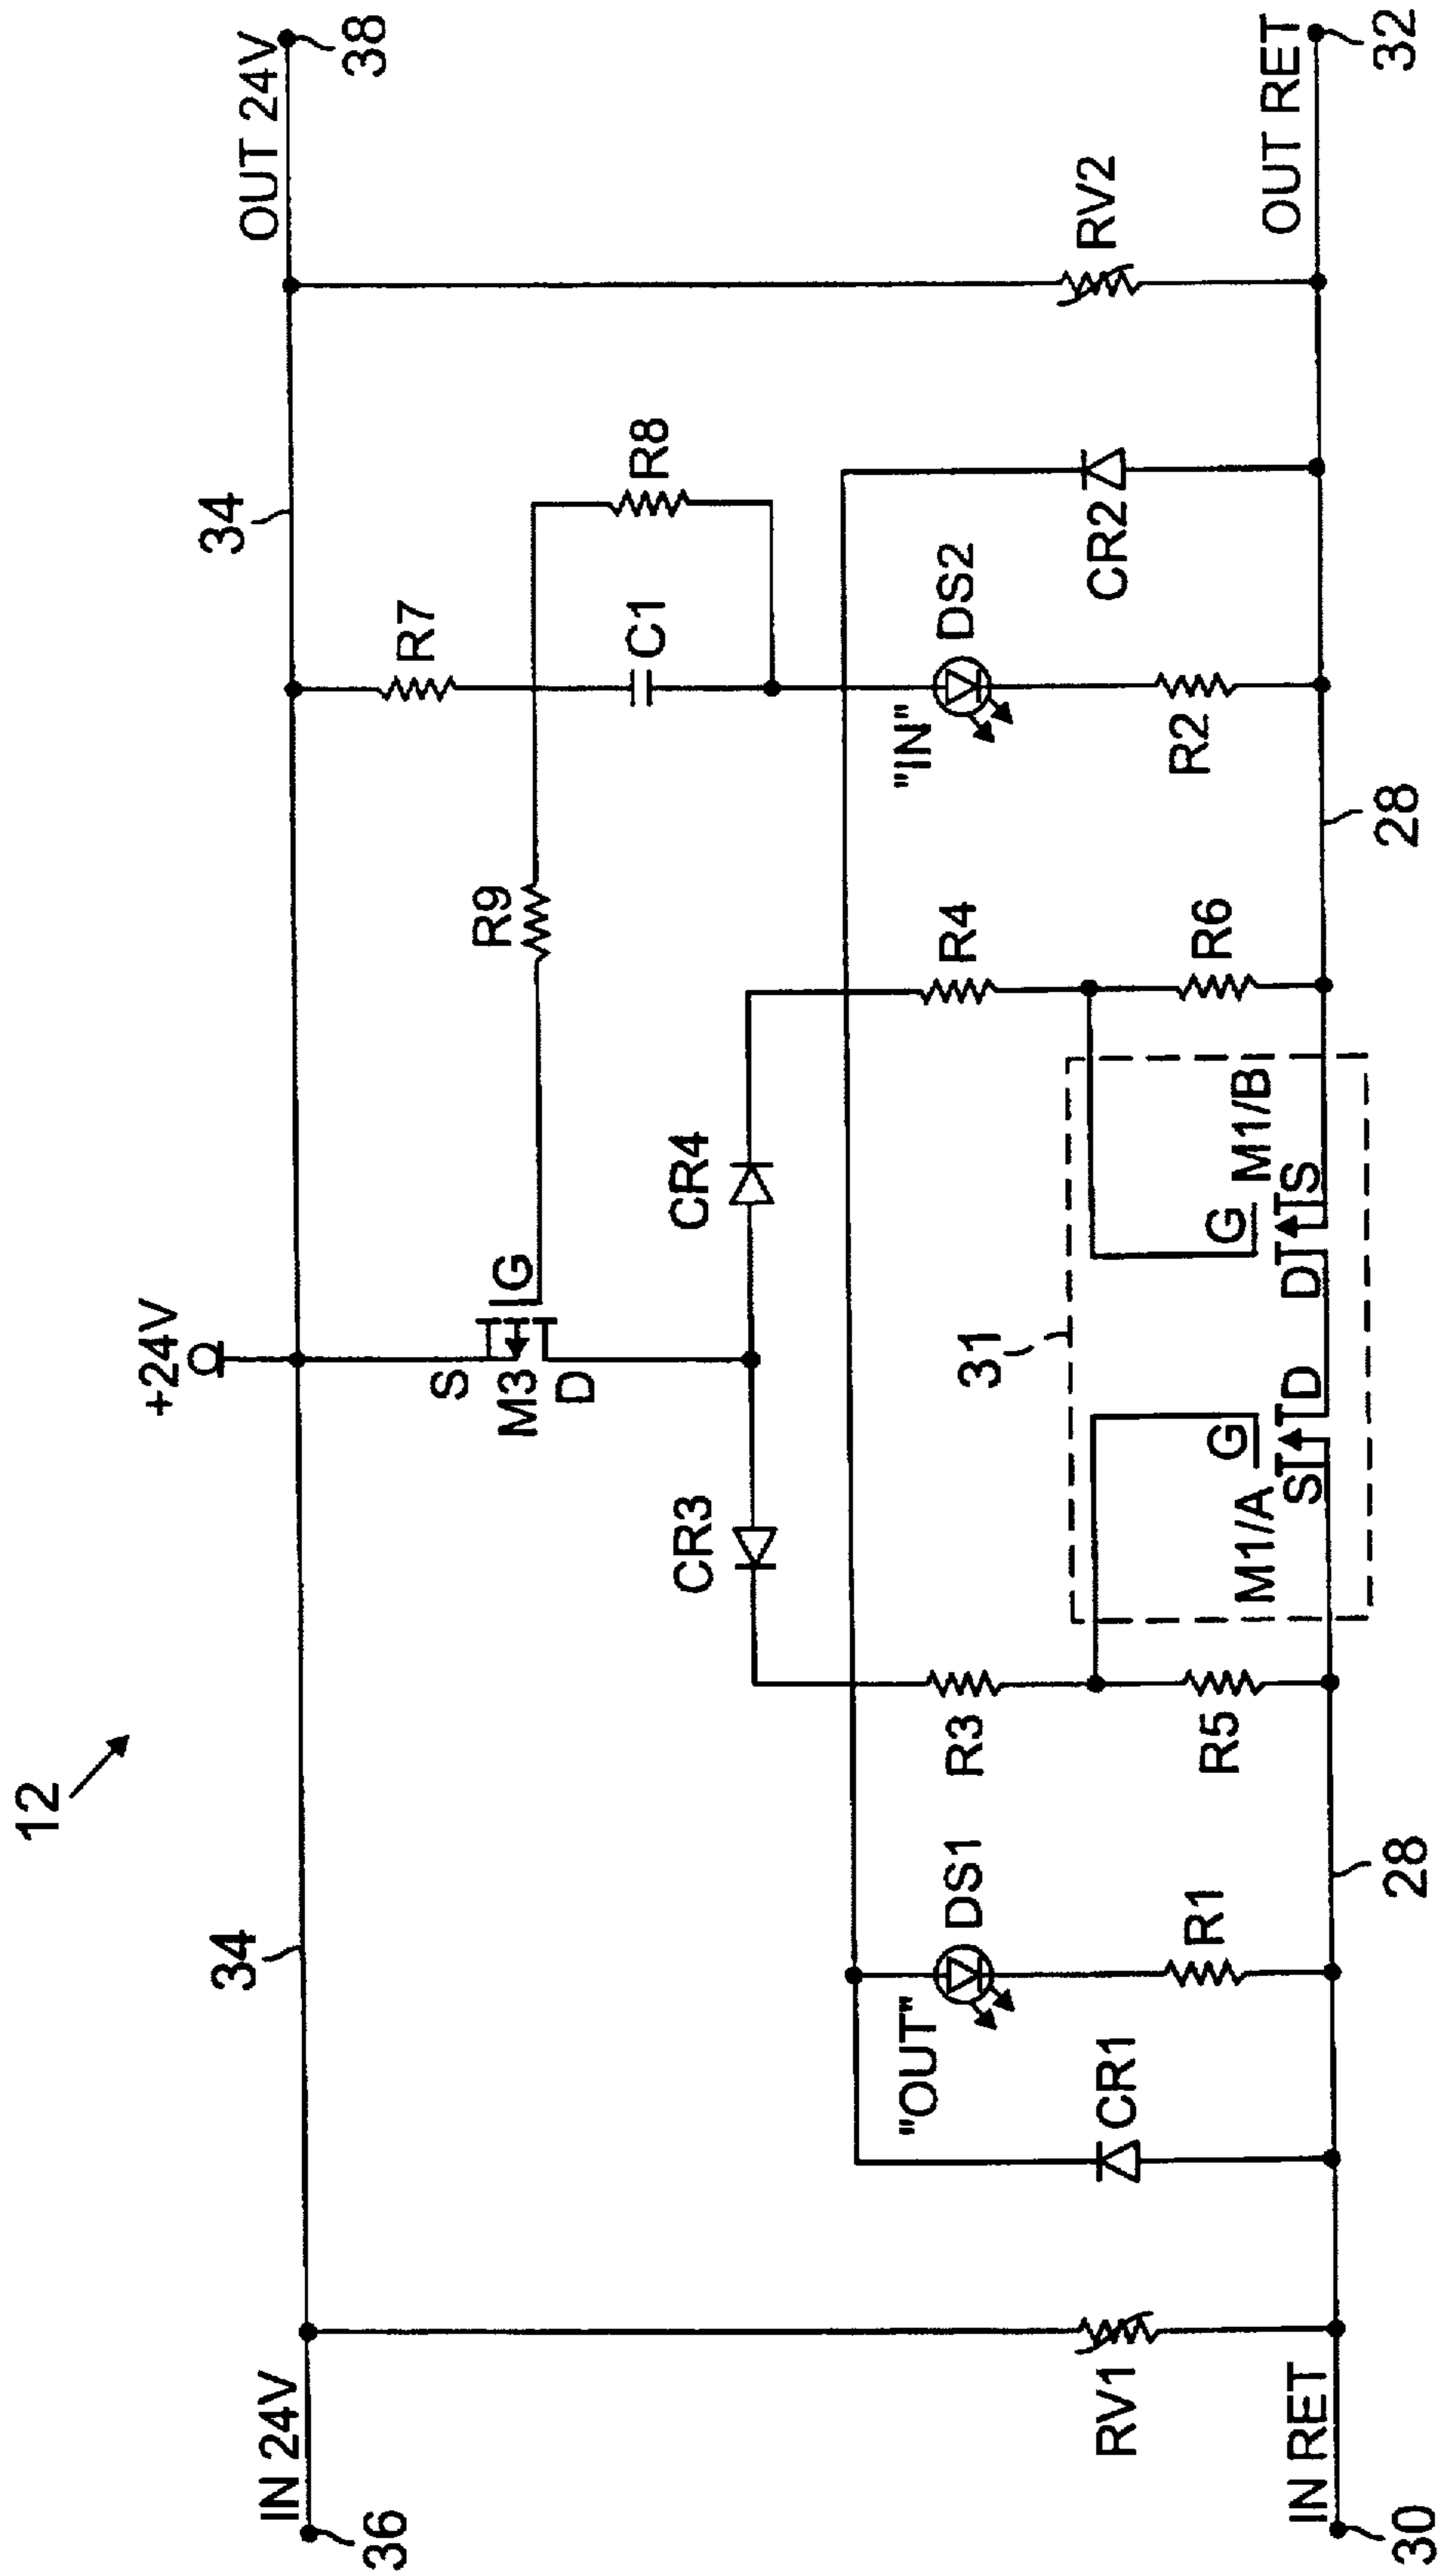 12
+24V
IN 24V
34
34
OUT 24V
36
38
S
G
M3
D
R9
R7
C1
R8
CR3
CR4
"OUT"
DS1
R3
31
R4
"IN"
DS2
RV1
CR1
R1
R5
M1/A
G
S
D
G
D
S
M1/B
R6
R2
CR2
RV2
IN RET
28
28
OUT RET
30
32